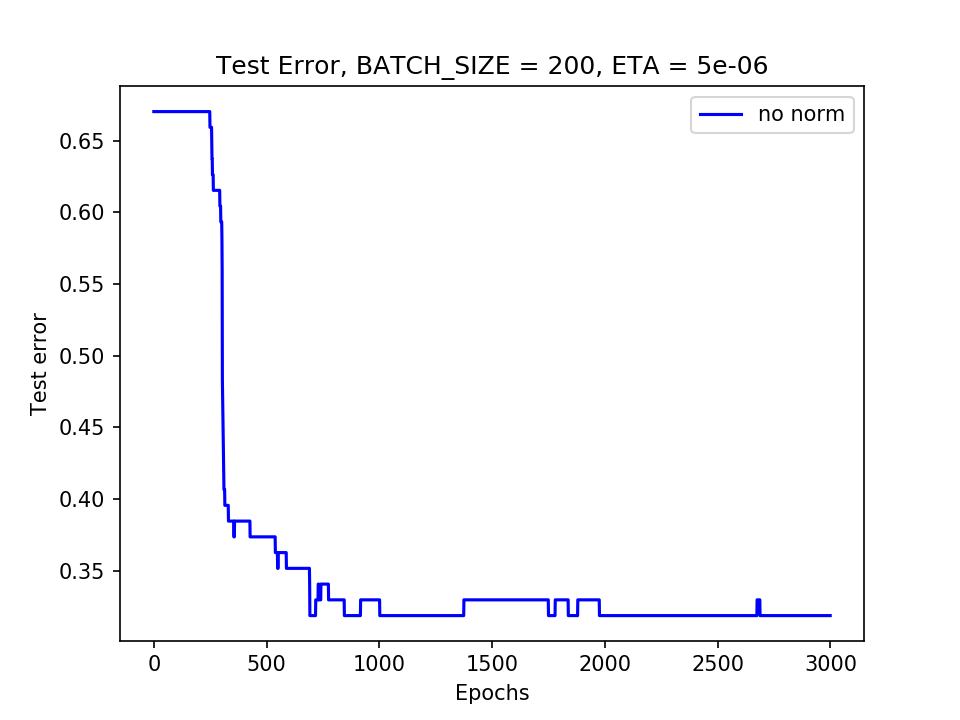 Test Error, BATCH_SIZE = 200, ETA = 5e-06
no norm
0.65
0.60
0.55
0.50
0.45
0.40
0.35
Test error
0 500 1000 1500 2000 2500 3000
Epochs